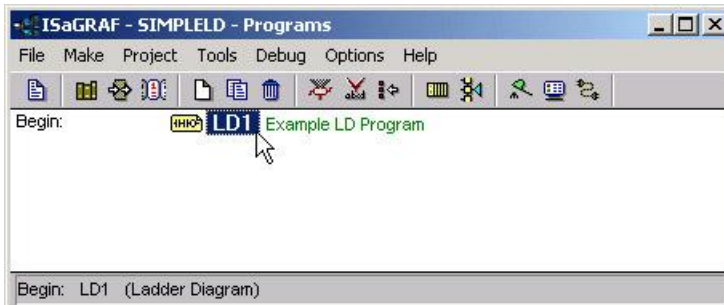 ISaGRAF - SIMPLELD - Programs
File Make Project Tools Debug Options Help
Begin: LD1 Example LD Program
Begin: LD1 (Ladder Diagram)